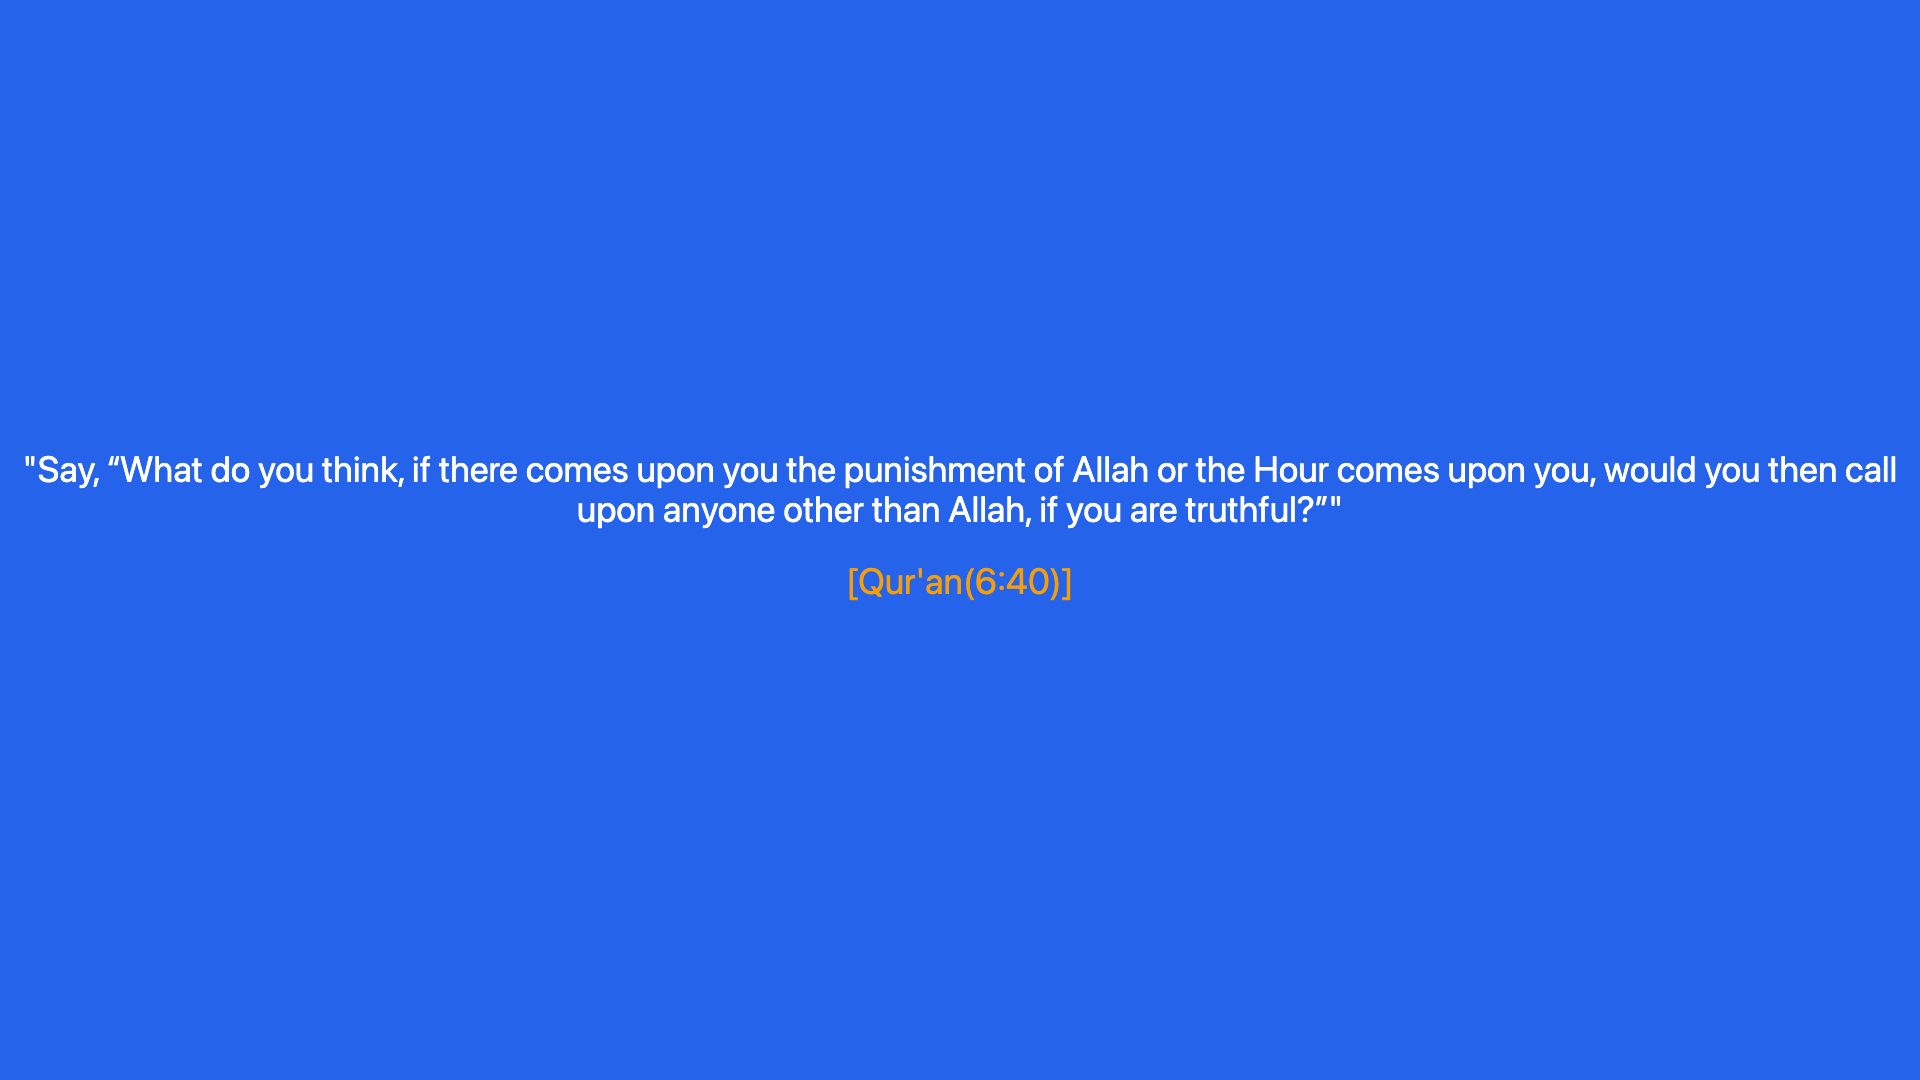 "Say, “What do you think, if there comes upon you the punishment of Allah or the Hour comes upon you, would you then call
upon anyone other than Allah, if you are truthful?”"
[Qur'an(6:40)]